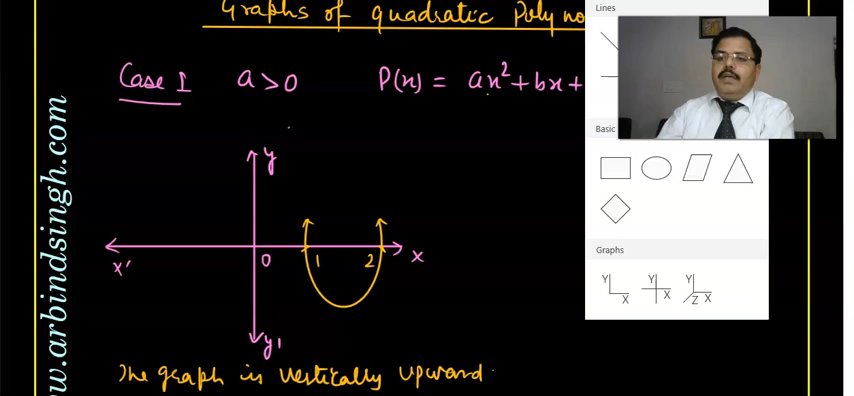 Graphs of quadratic Polyno
Case I a>0 P(x) = ax²+bx+
y
x' 0 1 2 x
y1
The graph is vertically upward
w.arbindsingh.com
Lines
Basic
Graphs
Y X Y X Y Z X